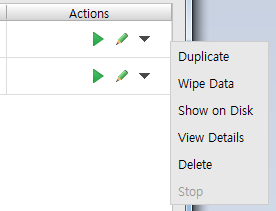 Actions
Duplicate
Wipe Data
Show on Disk
View Details
Delete
Stop